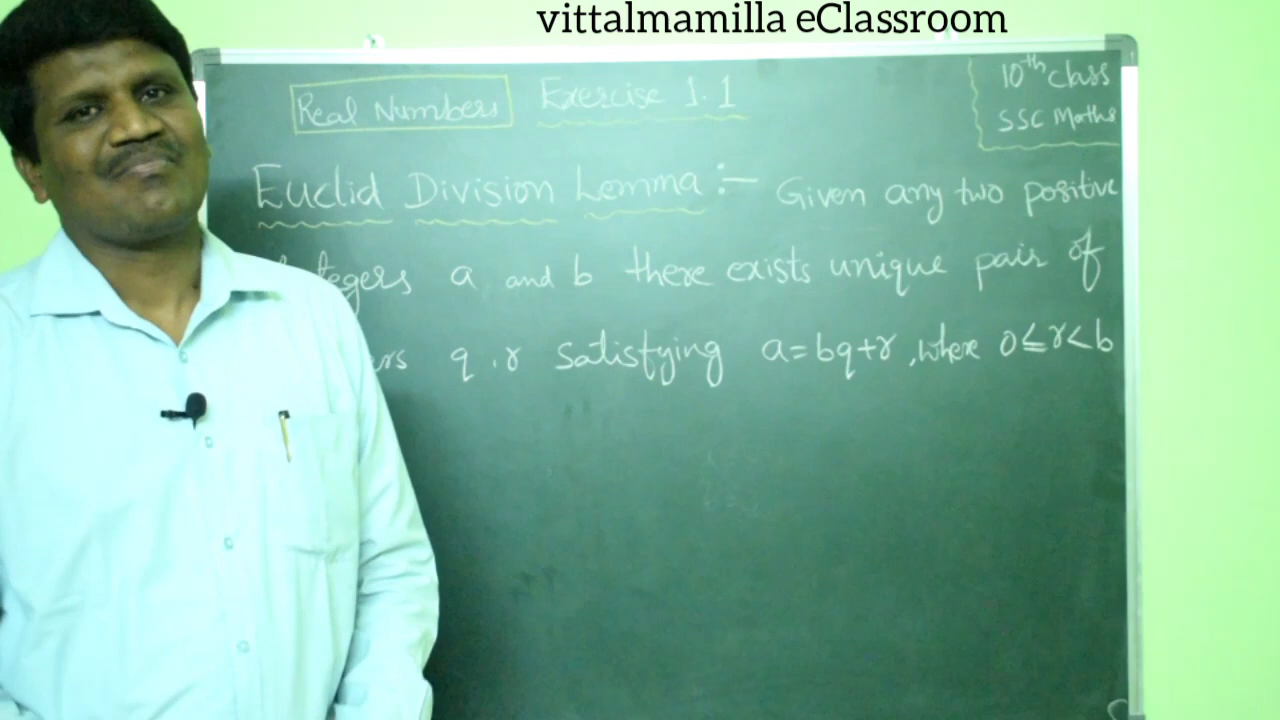 vittalmamilla eClassroom
Real Numbers Exercise 1.1
10th class
SSC Maths
Euclid Division Lemma :- Given any two positive
tegers a and b there exists unique pair of
ers q, r satisfying a=bq+r, where 0≤r<b